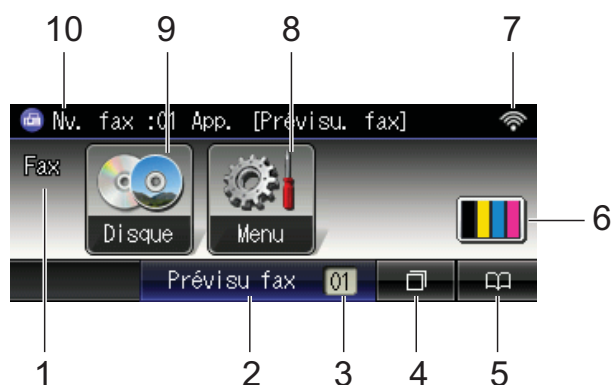 10 9 8 7
Nv. fax :01 App. [Prévisu. fax]
Fax
Disque Menu
6
Prévisu fax 01
1 2 3 4 5